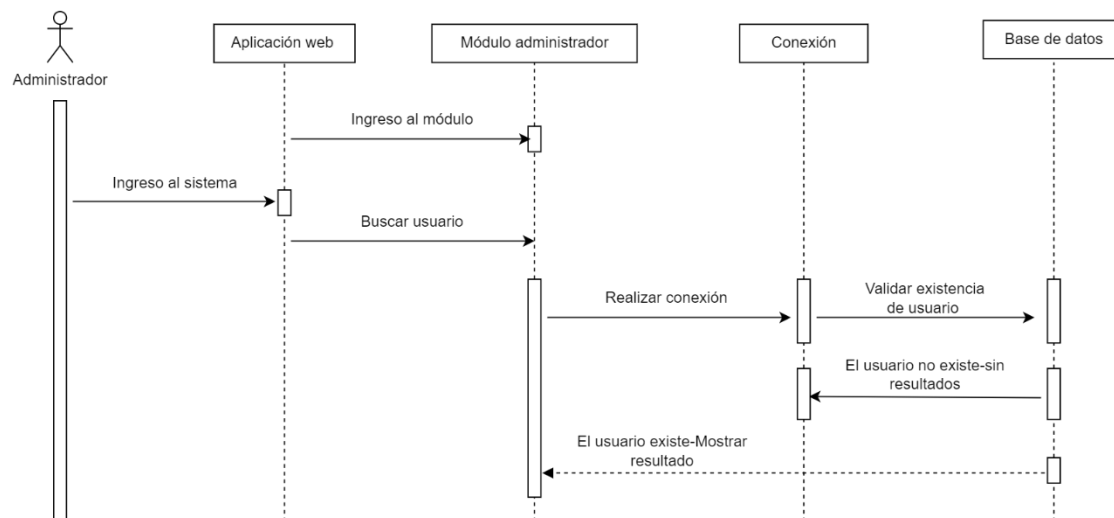 Aplicación web
Módulo administrador
Conexión
Base de datos
Administrador
Ingreso al módulo
Ingreso al sistema
Buscar usuario
Realizar conexión
Validar existencia
de usuario
El usuario no existe-sin
resultados
El usuario existe-Mostrar
resultado